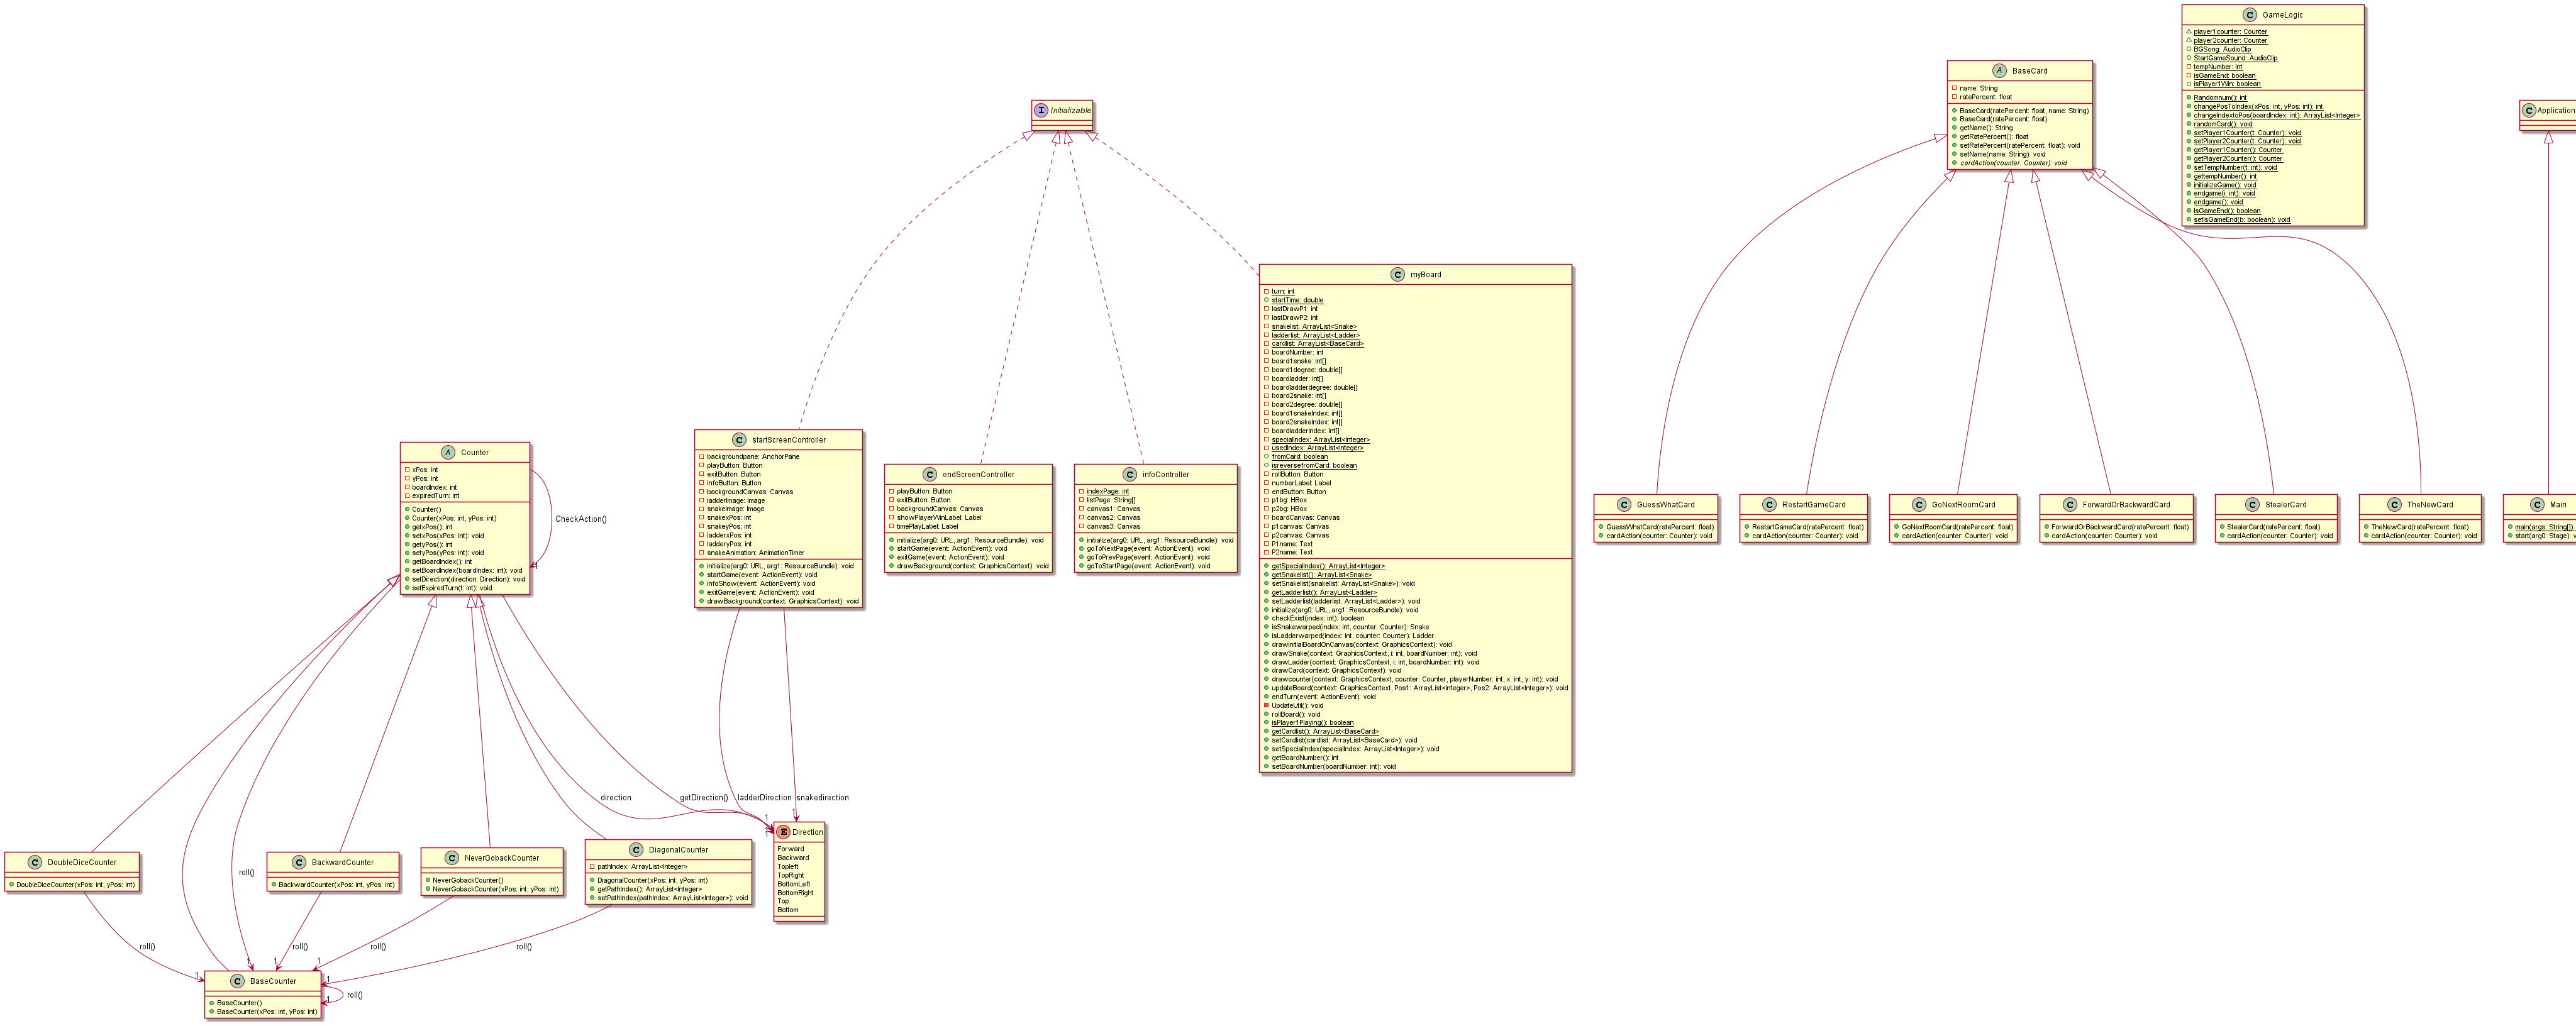 GameLogic
player1counter: Counter
player2counter: Counter
BGSong: AudioClip
StartGameSound: AudioClip
tempNumber: int
isGameEnd: boolean
isPlayer1Win: boolean
Randomnum(): int
changePosToIndex(xPos: int, yPos: int): int
changeIndextoPos(boardIndex: int): ArrayList<Integer>
randomCard(): void
setPlayer1Counter(t: Counter): void
setPlayer2Counter(t: Counter): void
getPlayer1Counter(): Counter
getPlayer2Counter(): Counter
setTempNumber(t: int): void
gettempNumber(): int
initializeGame(): void
endgame(i: int): void
endgame(): void
IsGameEnd(): boolean
setIsGameEnd(b: boolean): void
BaseCard
name: String
ratePercent: float
BaseCard(ratePercent: float, name: String)
BaseCard(ratePercent: float)
getName(): String
getRatePercent(): float
setRatePercent(ratePercent: float): void
setName(name: String): void
cardAction(counter: Counter): void
Initializable
Application
myBoard
turn: int
startTime: double
lastDrawP1: int
lastDrawP2: int
snakelist: ArrayList<Snake>
ladderlist: ArrayList<Ladder>
cardlist: ArrayList<BaseCard>
boardNumber: int
board1snake: int[]
board1degree: double[]
boardladder: int[]
boardladderdegree: double[]
board2snake: int[]
board2degree: double[]
board1snakeIndex: int[]
board2snakeIndex: int[]
boardladderIndex: int[]
specialIndex: ArrayList<Integer>
usedIndex: ArrayList<Integer>
fromCard: boolean
isreversefromCard: boolean
rollButton: Button
numberLabel: Label
endButton: Button
p1bg: HBox
p2bg: HBox
boardCanvas: Canvas
p1canvas: Canvas
p2canvas: Canvas
P1name: Text
P2name: Text
getSpecialIndex(): ArrayList<Integer>
getSnakelist(): ArrayList<Snake>
setSnakelist(snakelist: ArrayList<Snake>): void
getLadderlist(): ArrayList<Ladder>
setLadderlist(ladderlist: ArrayList<Ladder>): void
initialize(arg0: URL, arg1: ResourceBundle): void
checkExist(index: int): boolean
isSnakewarped(index: int, counter: Counter): Snake
isLadderwarped(index: int, counter: Counter): Ladder
drawinitialBoardOnCanvas(context: GraphicsContext): void
drawSnake(context: GraphicsContext, i: int, boardNumber: int): void
drawLadder(context: GraphicsContext, i: int, boardNumber: int): void
drawCard(context: GraphicsContext): void
drawcounter(context: GraphicsContext, counter: Counter, playerNumber: int, x: int, y: int): void
updateBoard(context: GraphicsContext, Pos1: ArrayList<Integer>, Pos2: ArrayList<Integer>): void
endTurn(event: ActionEvent): void
UpdateUtil(): void
rollBoard(): void
isPlayer1Playing(): boolean
getCardlist(): ArrayList<BaseCard>
setCardlist(cardlist: ArrayList<BaseCard>): void
setSpecialIndex(specialIndex: ArrayList<Integer>): void
getBoardNumber(): int
setBoardNumber(boardNumber: int): void
Counter
xPos: int
yPos: int
boardIndex: int
expiredTurn: int
Counter()
Counter(xPos: int, yPos: int)
getxPos(): int
setxPos(xPos: int): void
getyPos(): int
setyPos(yPos: int): void
getBoardIndex(): int
setBoardIndex(boardIndex: int): void
setDirection(direction: Direction): void
setExpiredTurn(t: int): void
CheckAction()
1
startScreenController
backgroundpane: AnchorPane
playButton: Button
exitButton: Button
infoButton: Button
backgroundCanvas: Canvas
ladderImage: Image
snakeImage: Image
snakexPos: int
snakeyPos: int
ladderxPos: int
ladderyPos: int
snakeAnimation: AnimationTimer
initialize(arg0: URL, arg1: ResourceBundle): void
startGame(event: ActionEvent): void
infoShow(event: ActionEvent): void
exitGame(event: ActionEvent): void
drawBackground(context: GraphicsContext): void
endScreenController
playButton: Button
exitButton: Button
backgroundCanvas: Canvas
showPlayerWinLabel: Label
timePlayLabel: Label
initialize(arg0: URL, arg1: ResourceBundle): void
startGame(event: ActionEvent): void
exitGame(event: ActionEvent): void
drawBackground(context: GraphicsContext): void
infoController
indexPage: int
listPage: String[]
canvas1: Canvas
canvas2: Canvas
canvas3: Canvas
initialize(arg0: URL, arg1: ResourceBundle): void
goToNextPage(event: ActionEvent): void
goToPrevPage(event: ActionEvent): void
goToStartPage(event: ActionEvent): void
GuessWhatCard
GuessWhatCard(ratePercent: float)
cardAction(counter: Counter): void
RestartGameCard
RestartGameCard(ratePercent: float)
cardAction(counter: Counter): void
GoNextRoomCard
GoNextRoomCard(ratePercent: float)
cardAction(counter: Counter): void
ForwardOrBackwardCard
ForwardOrBackwardCard(ratePercent: float)
cardAction(counter: Counter): void
StealerCard
StealerCard(ratePercent: float)
cardAction(counter: Counter): void
TheNewCard
TheNewCard(ratePercent: float)
cardAction(counter: Counter): void
Main
main(args: String[]):
start(arg0: Stage):
direction
getDirection()
ladderDirection
snakedirection
1
1
1
Direction
Forward
Backward
Topleft
TopRight
BottomLeft
BottomRight
Top
Bottom
DoubleDiceCounter
DoubleDiceCounter(xPos: int, yPos: int)
roll()
BackwardCounter
BackwardCounter(xPos: int, yPos: int)
NeverGobackCounter
NeverGobackCounter()
NeverGobackCounter(xPos: int, yPos: int)
DiagonalCounter
pathIndex: ArrayList<Integer>
DiagonalCounter(xPos: int, yPos: int)
getPathIndex(): ArrayList<Integer>
setPathIndex(pathIndex: ArrayList<Integer>): void
roll()
roll()
roll()
roll()
1
1
1
1
1
BaseCounter
BaseCounter()
BaseCounter(xPos: int, yPos: int)
1
roll()